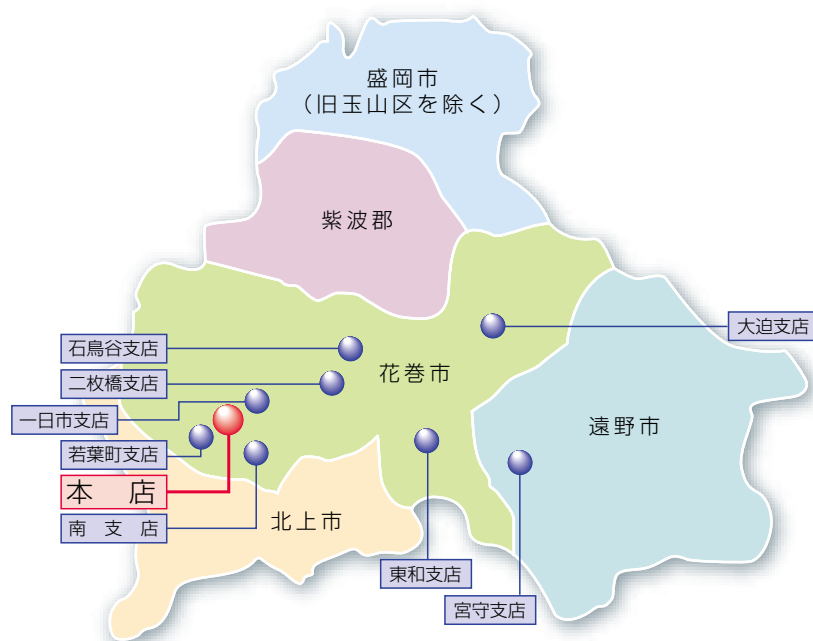 盛岡市
（旧玉山区を除く）
紫波郡
大迫支店
石鳥谷支店
二枚橋支店
花巻市
一日市支店
遠野市
若葉町支店
本　店
南　支　店
北上市
東和支店
宮守支店